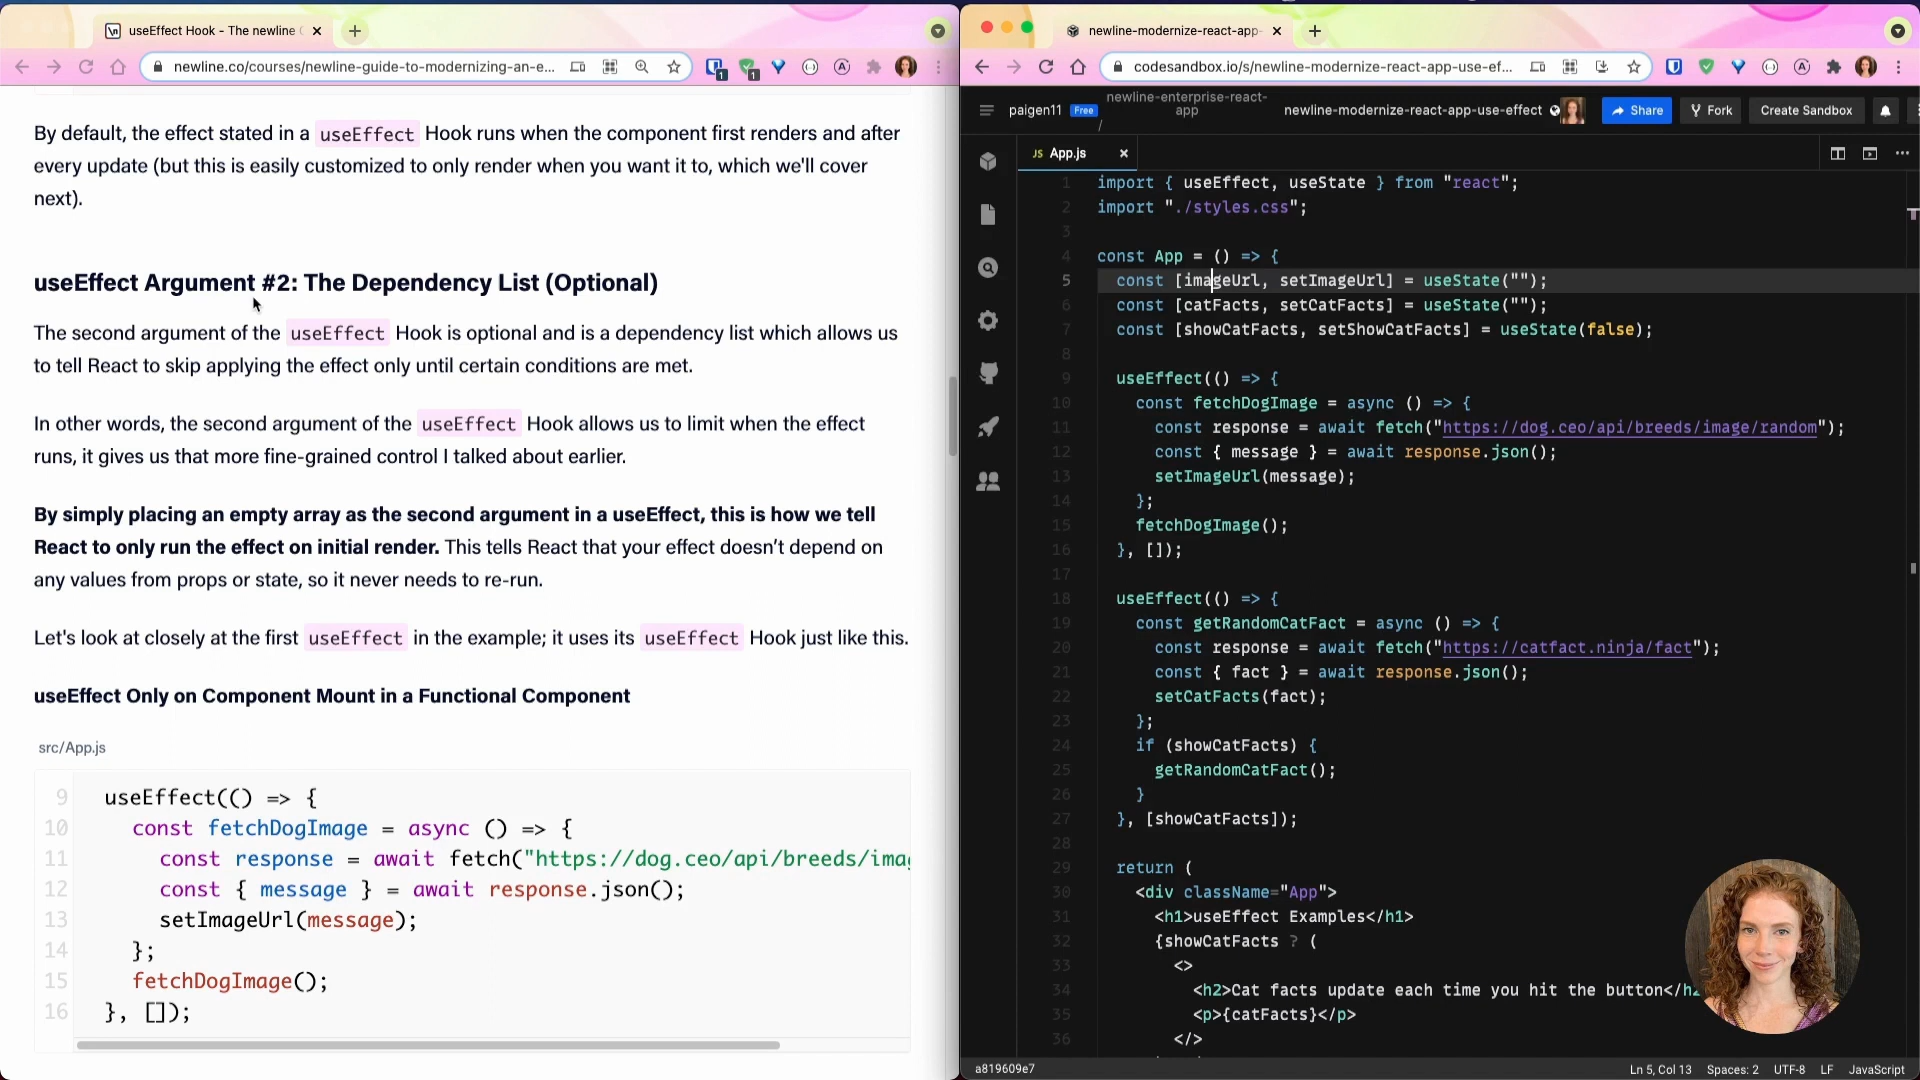 useEffect Hook - The newline
newline.co/courses/newline-guide-to-modernizing-an-e...
1
1
By default, the effect stated in a useEffect Hook runs when the component first renders and after
every update (but this is easily customized to only render when you want it to, which we'll cover
next).
useEffect Argument #2: The Dependency List (Optional)
The second argument of the useEffect Hook is optional and is a dependency list which allows us
to tell React to skip applying the effect only until certain conditions are met.
In other words, the second argument of the useEffect Hook allows us to limit when the effect
runs, it gives us that more fine-grained control I talked about earlier.
By simply placing an empty array as the second argument in a useEffect, this is how we tell
React to only run the effect on initial render. This tells React that your effect doesn’t depend on
any values from props or state, so it never needs to re-run.
Let's look at closely at the first useEffect in the example; it uses its useEffect Hook just like this.
useEffect Only on Component Mount in a Functional Component
src/App.js
9 useEffect(() => {
10 const fetchDogImage = async () => {
11 const response = await fetch("https://dog.ceo/api/breeds/imag
12 const { message } = await response.json();
13 setImageUrl(message);
14 };
15 fetchDogImage();
16 }, []);
newline-modernize-react-app-
codesandbox.io/s/newline-modernize-react-app-use-ef...
paigen11 Free newline-enterprise-react-
app
/
newline-modernize-react-app-use-effect
Share
Fork
Create Sandbox
JS App.js
1 import { useEffect, useState } from "react";
2 import "./styles.css";
3
4 const App = () => {
5 const [imageUrl, setImageUrl] = useState("");
6 const [catFacts, setCatFacts] = useState("");
7 const [showCatFacts, setShowCatFacts] = useState(false);
8
9 useEffect(() => {
10 const fetchDogImage = async () => {
11 const response = await fetch("https://dog.ceo/api/breeds/image/random");
12 const { message } = await response.json();
13 setImageUrl(message);
14 };
15 fetchDogImage();
16 }, []);
17
18 useEffect(() => {
19 const getRandomCatFact = async () => {
20 const response = await fetch("https://catfact.ninja/fact");
21 const { fact } = await response.json();
22 setCatFacts(fact);
23 };
24 if (showCatFacts) {
25 getRandomCatFact();
26 }
27 }, [showCatFacts]);
28
29 return (
30 <div className="App">
31 <h1>useEffect Examples</h1>
32 {showCatFacts ? (
33 <>
34 <h2>Cat facts update each time you hit the button</h2
35 <p>{catFacts}</p>
36 </>
a819609e7
Ln 5, Col 13
Spaces: 2
UTF-8
LF
JavaScript